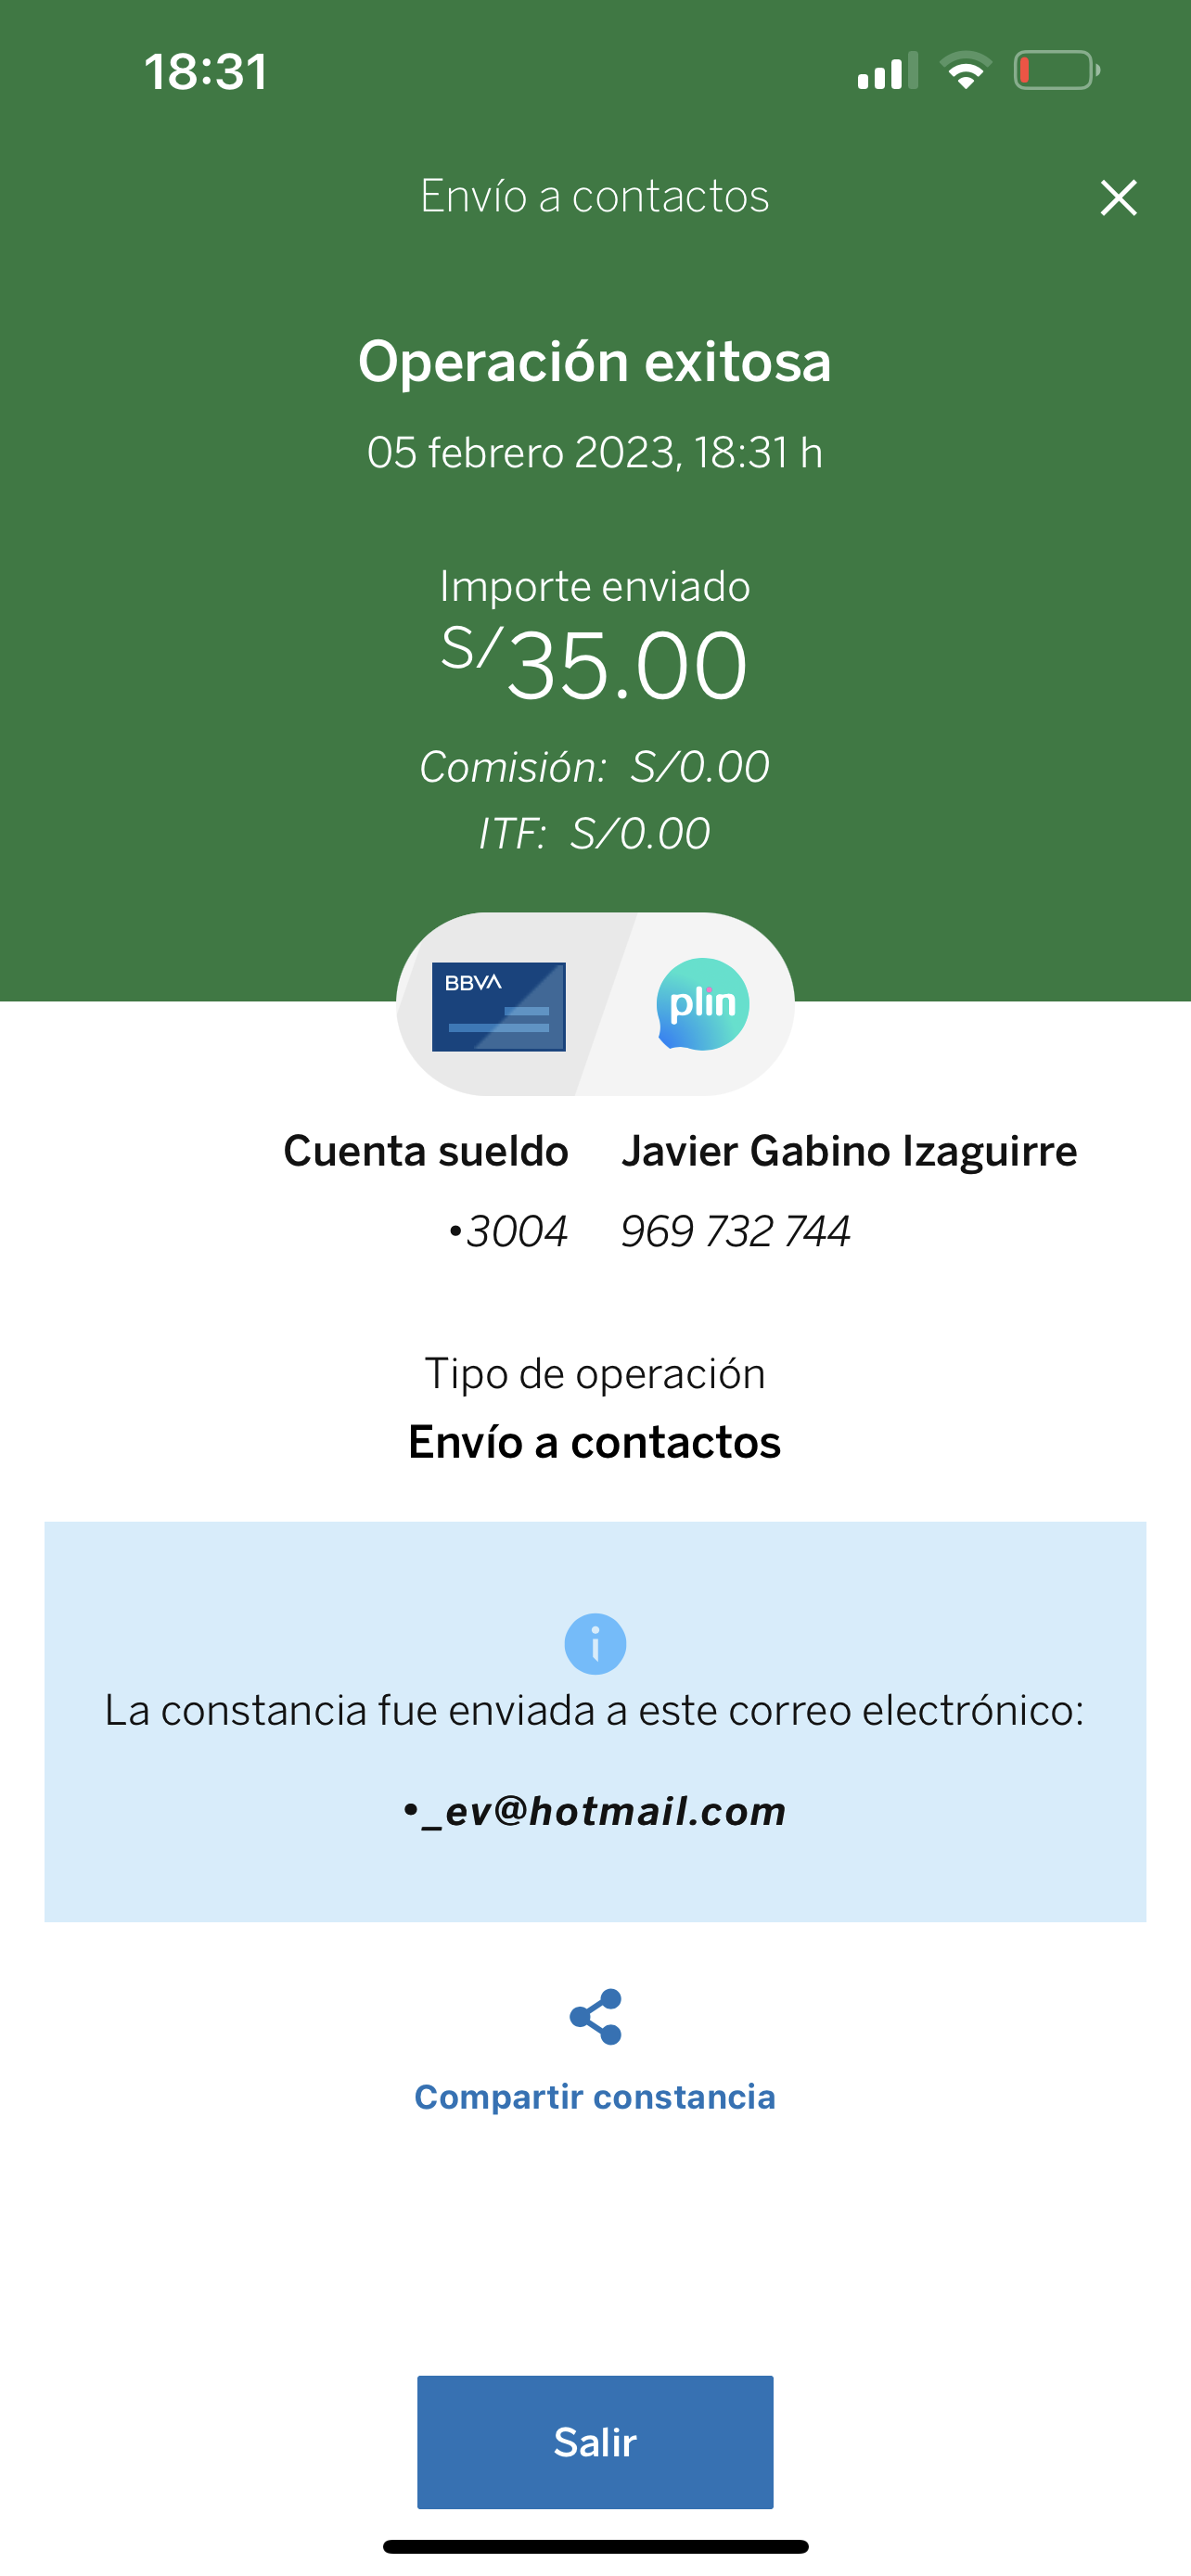 18:31
Envío a contactos
Operación exitosa
05 febrero 2023, 18:31 h
Importe enviado
S/35.00
Comisión: S/0.00
ITF: S/0.00
BBVA
plin
Cuenta sueldo
•3004
Javier Gabino Izaguirre
969 732 744
Tipo de operación
Envío a contactos
La constancia fue enviada a este correo electrónico:
•_ev@hotmail.com
Compartir constancia
Salir